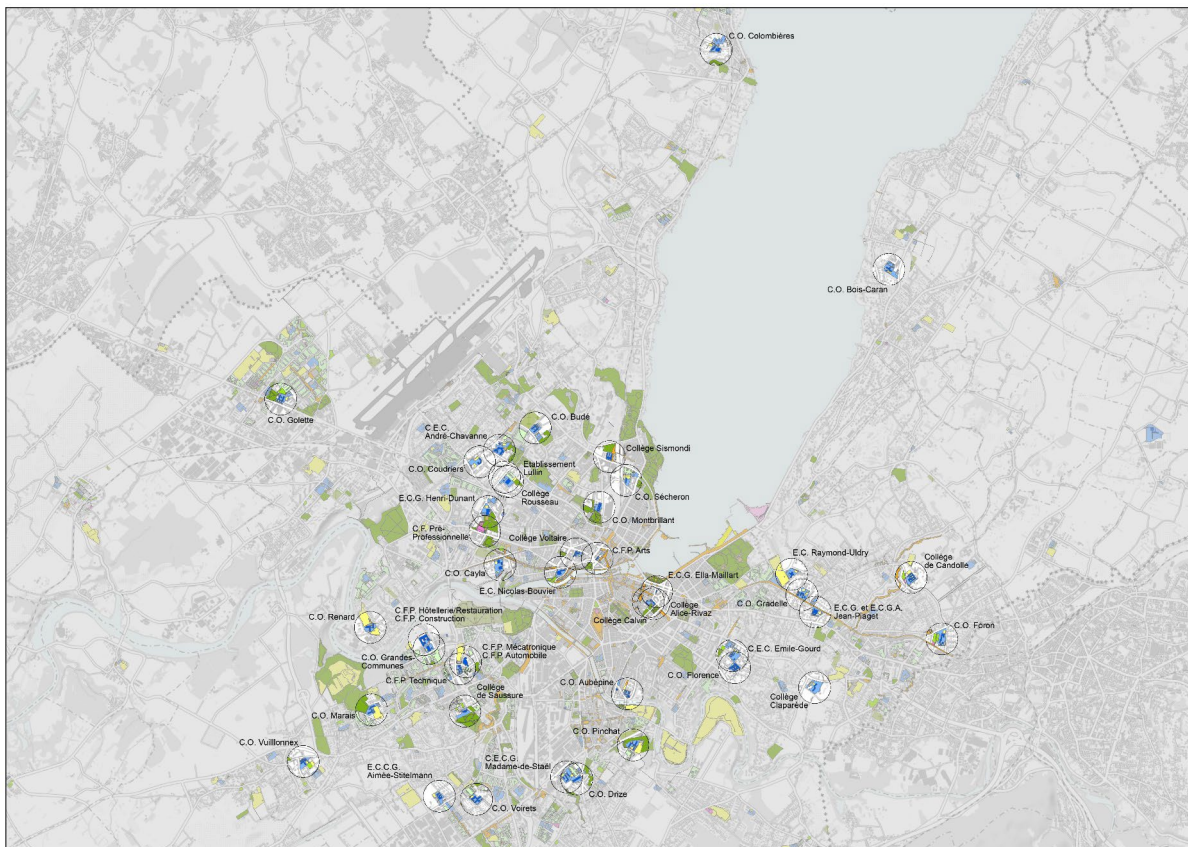 C.O. Colombières
C.O. Bois-Caran
C.O. Golette
C.O. Budé
C.E.C.
André-Chavanne
Collège Sismondi
C.O. Coudriers
Etablissement
Lullin
Collège
Rousseau
C.O. Sécheron
E.C.G. Henri-Dunant
C.O. Montbrillant
C.F. Pré-
Professionnelle
Collège Voltaire
C.F.P. Arts
E.C. Raymond-Uldry
Collège
de Candolle
C.O. Cayla
E.C.G. Ella-Maillart
E.C. Nicolas-Bouvier
C.O. Gradelle
Collège
Alice-Rivaz
E.C.G. et E.C.G.A.
Jean-Piaget
C.O. Renard
C.F.P. Hôtellerie/Restauration
C.F.P. Construction
Collège Calvin
C.O. Foron
C.F.P. Mécatronique
C.F.P. Automobile
C.E.C. Emile-Gourd
C.O. Grandes-
Communes
C.F.P. Technique
C.O. Florence
C.O. Aubépine
Collège
de Saussure
Collège
Claparède
C.O. Marais
C.O. Vuillonnex
C.O. Pinchat
C.E.C.G.
Madame-de-Staël
E.C.C.G.
Aimée-Stitelmann
C.O. Drize
C.O. Voirets